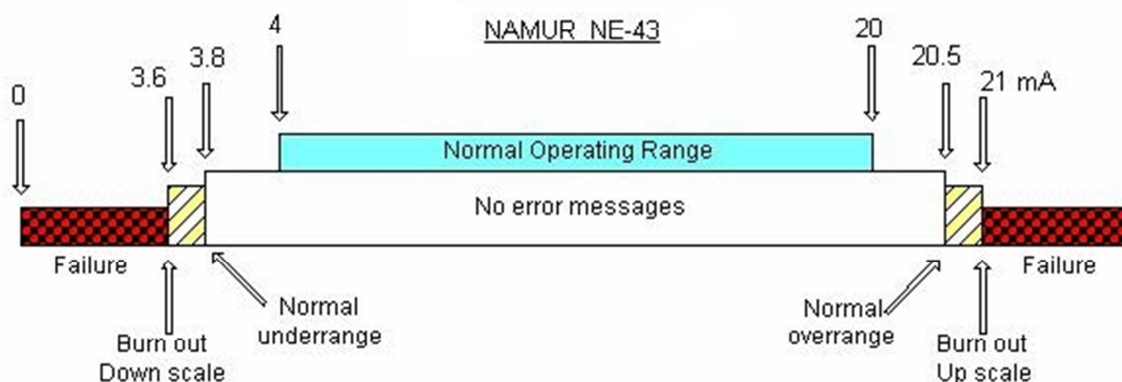 NAMUR NE-43
0
3.6
3.8
4
20
20.5
21 mA
Normal Operating Range
No error messages
Failure
Failure
Normal
underrange
Normal
overrange
Burn out
Down scale
Burn out
Up scale